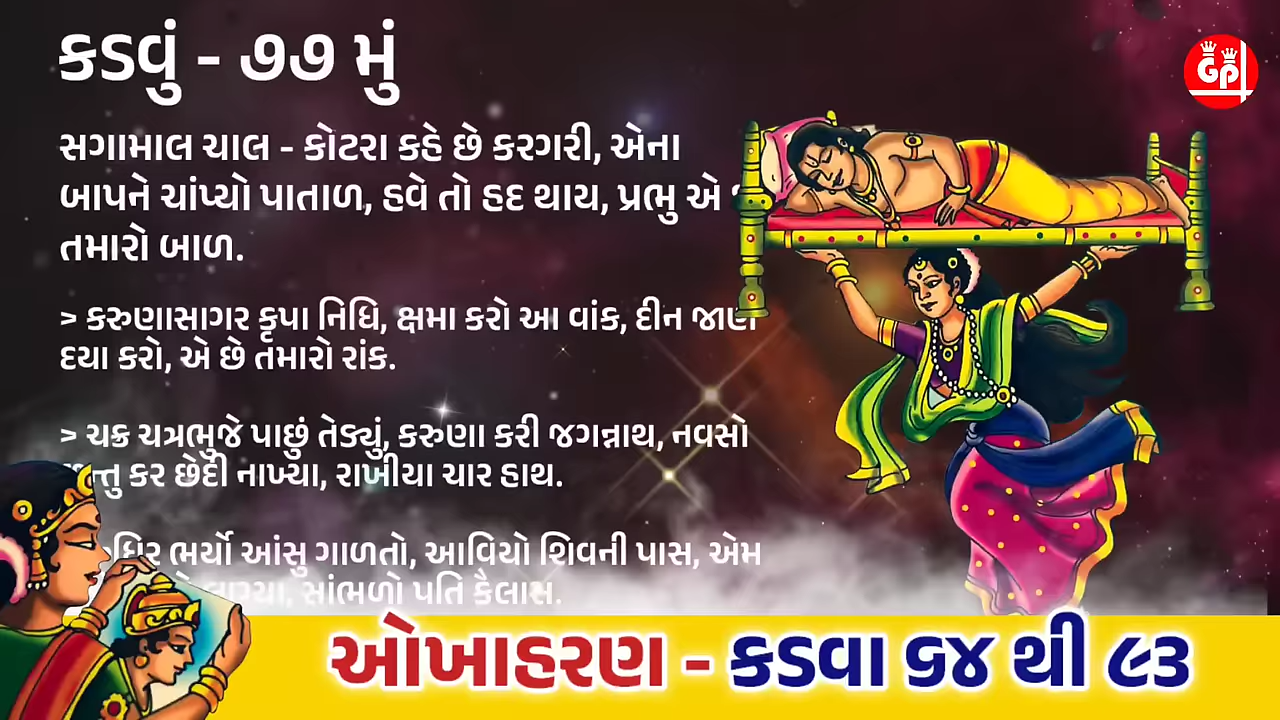 કડવું - ૭૭ મું
GP
સગામાલ ચાલ - કોટરા કહે છે કરગરી, એના
બાપને ચાંપ્યો પાતાળ, હવે તો હદ થાય, પ્રભુ એ
તમારો બાળ.
> કરુણાસાગર કૃપા નિધિ, ક્ષમા કરો આ વાંક, દીન જાણી
દયા કરો, એ છે તમારો રાંક.
> ચક્ર ચત્રભુજે પાછું તેડ્યું, કરુણા કરી જગન્નાથ, નવસો
કર છેદી નાખ્યા, રાખીયા ચાર હાથ.
ભર્યો આંસુ ગાળતો, આવિયો શિવની પાસ, એમ
સાંભળો પતિ કૈલાસ.
ઓખાહરણ - કડવા ૬૪ થી ૯૩